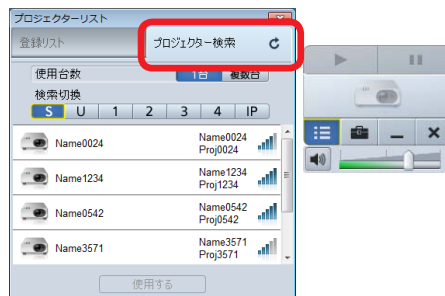 プロジェクターリスト
登録リスト
プロジェクター検索
使用台数
1台 複数台
検索切換
S U 1 2 3 4 IP
Name0024
Name0024
Proj0024
Name1234
Name1234
Proj1234
Name0542
Name0542
Proj0542
Name3571
Name3571
Proj3571
使用する